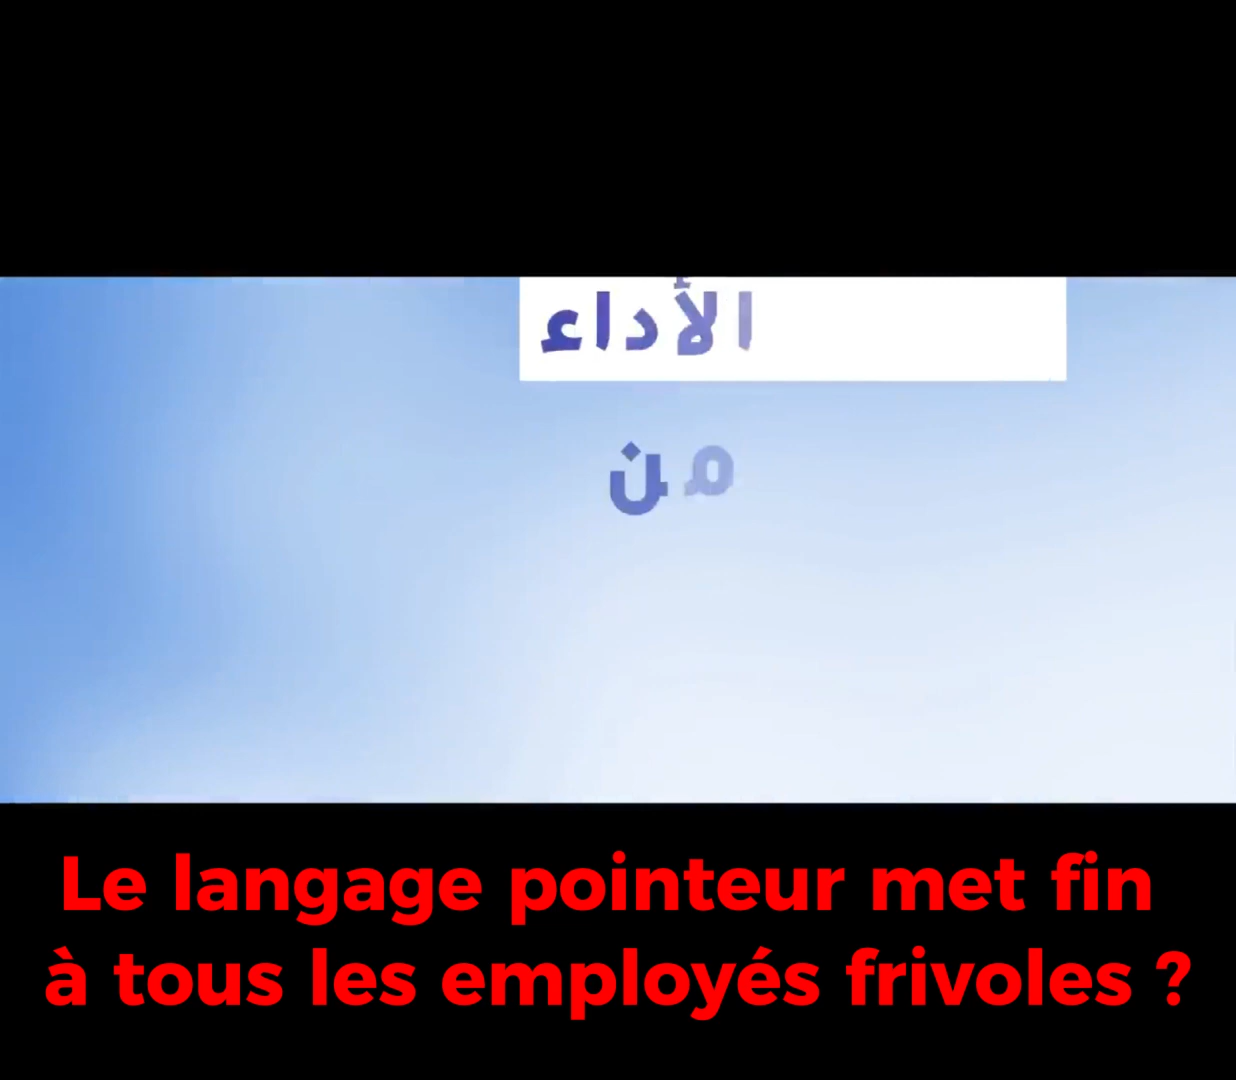 الأداء
من
Le langage pointeur met fin
à tous les employés frivoles ?